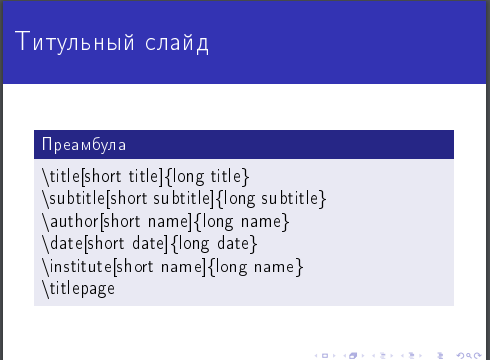 Титульный слайд
Преамбула
\title[short title]{long title}
\subtitle[short subtitle]{long subtitle}
\author[short name]{long name}
\date[short date]{long date}
\institute[short name]{long name}
\titlepage